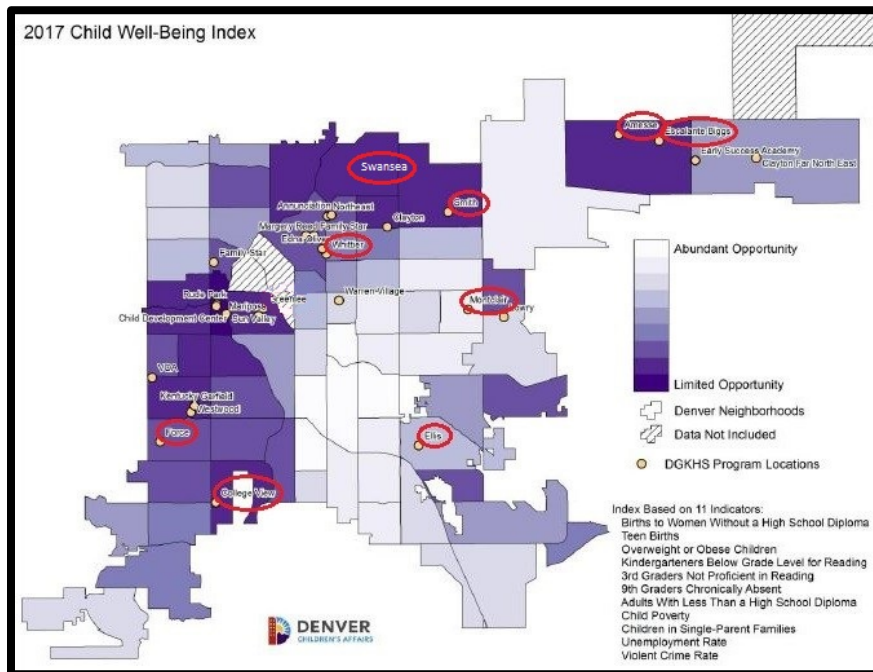 2017 Child Well-Being Index
Amesse
Escalante Biggs
Early Success Academy
Clayton Far North East
Swansea
Smith
Annunciation Northeast
Clayton
Margery Reed Family Star
Edna Oliver
Whittier
Family Star
Abundant Opportunity
Rude Park
Mariposa
Greenlee
Warren Village
Montclair
Lowry
Child Development Center
Sun Valley
VOA
Limited Opportunity
Kentucky Garfield
Denver Neighborhoods
Westwood
Data Not Included
Force
Ellis
DGKHS Program Locations
College View
Index Based on 11 Indicators:
Births to Women Without a High School Diploma
Teen Births
Overweight or Obese Children
Kindergarteners Below Grade Level for Reading
3rd Graders Not Proficient in Reading
9th Graders Chronically Absent
Adults With Less Than a High School Diploma
Child Poverty
Children in Single-Parent Families
Unemployment Rate
Violent Crime Rate
DENVER
CHILDREN'S AFFAIRS